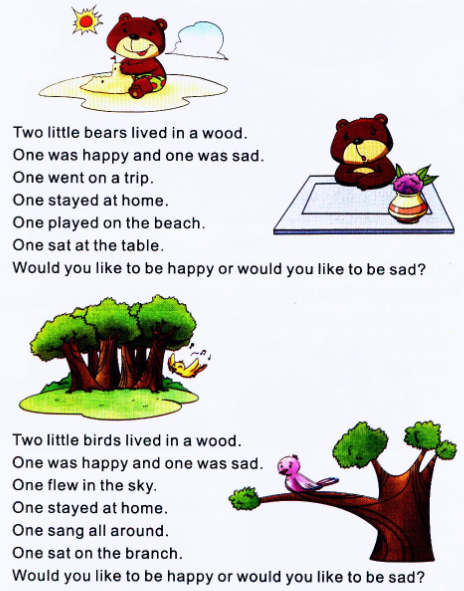 Two little bears lived in a wood.
One was happy and one was sad.
One went on a trip.
One stayed at home.
One played on the beach.
One sat at the table.
Would you like to be happy or would you like to be sad?
Two little birds lived in a wood.
One was happy and one was sad.
One flew in the sky.
One stayed at home.
One sang all around.
One sat on the branch.
Would you like to be happy or would you like to be sad?